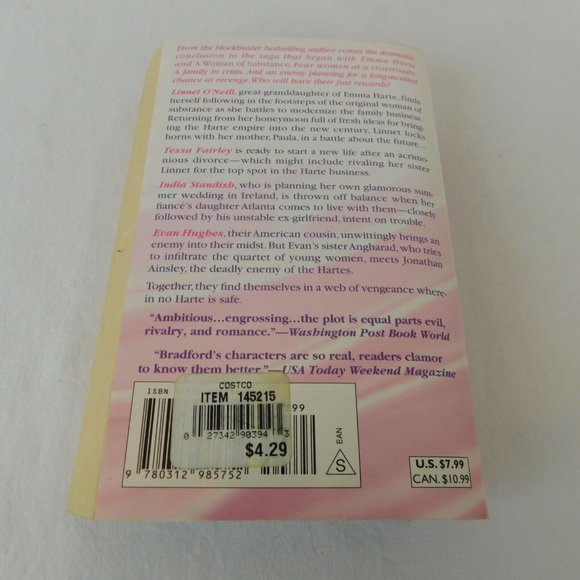 From the blockbuster bestselling author comes the dramatic
conclusion to the saga that began with Emma Harte
and A Woman of Substance. Four women at a crossroads.
A family in crisis. And an enemy planning for a long-awaited
chance at revenge. Who will have their just rewards?
Linnet O'Neill, great-granddaughter of Emma Harte, finds
herself following in the footsteps of the original woman of
substance as she battles to modernize the family business.
Returning from her honeymoon full of fresh ideas for bring-
ing the Harte empire into the new century, Linnet locks
horns with her mother, Paula, in a battle about the future...
Tessa Fairley is ready to start a new life after an acrimo-
nious divorce—which might include rivaling her sister
Linnet for the top spot in the Harte business.
India Standish, who is planning her own glamorous sum-
mer wedding in Ireland, is thrown off balance when her
fiancé's daughter Atlanta comes to live with them—closely
followed by his unstable ex-girlfriend, intent on trouble.
Evan Hughes, their American cousin, unwittingly brings an
enemy into their midst. But Evan's sister Angharad, who tries
to infiltrate the quartet of young women, meets Jonathan
Ainsley, the deadly enemy of the Hartes.
Together, they find themselves in a web of vengeance where-
in no Harte is safe.
"Ambitious...engrossing...the plot is equal parts evil,
rivalry, and romance."—Washington Post Book World
"Bradford's characters are so real, readers clamor
to know them better."—USA Today Weekend Magazine
ISBN
99
COSTCO
ITEM 145215
0 27342 90394 3
$4.29
9 780312 985752
EAN
S
U.S. $7.99
CAN. $10.99